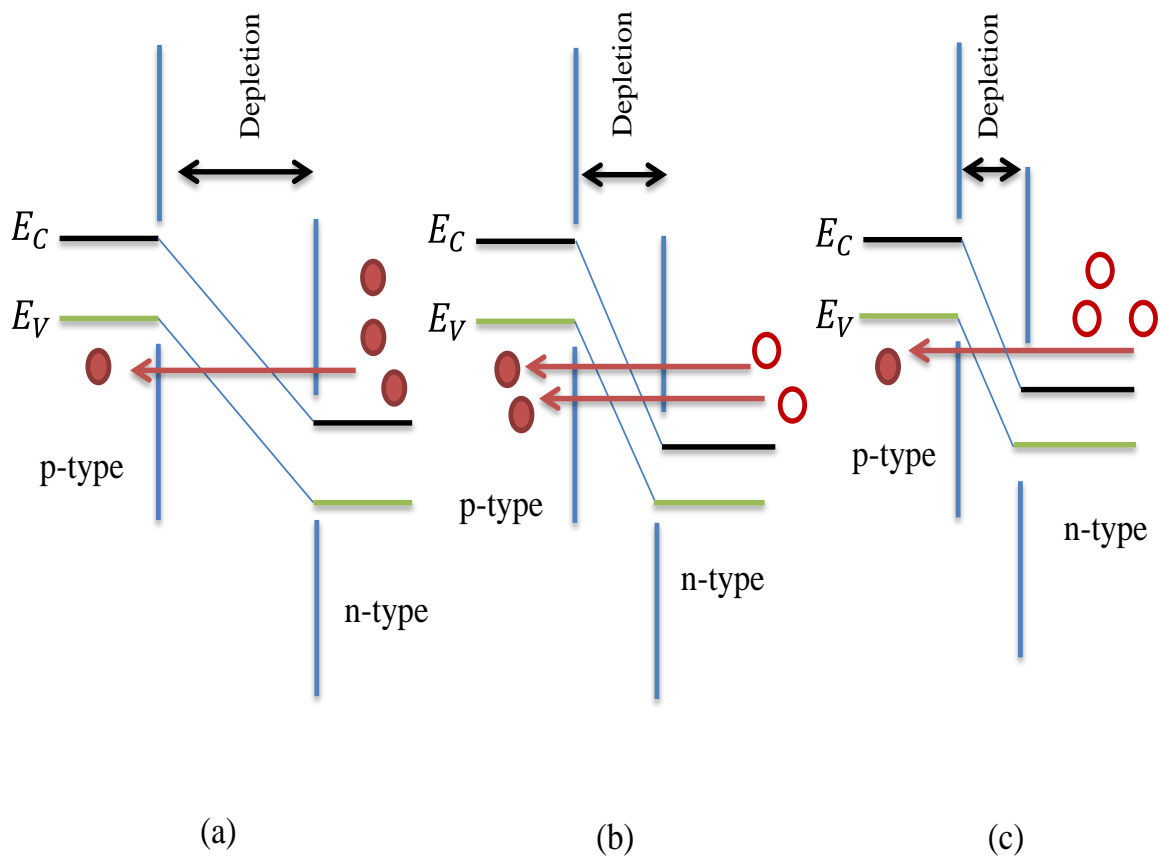 Depletion
Depletion
Depletion
E_C
E_C
E_C
E_V
E_V
E_V
p-type
p-type
p-type
n-type
n-type
n-type
(a)
(b)
(c)